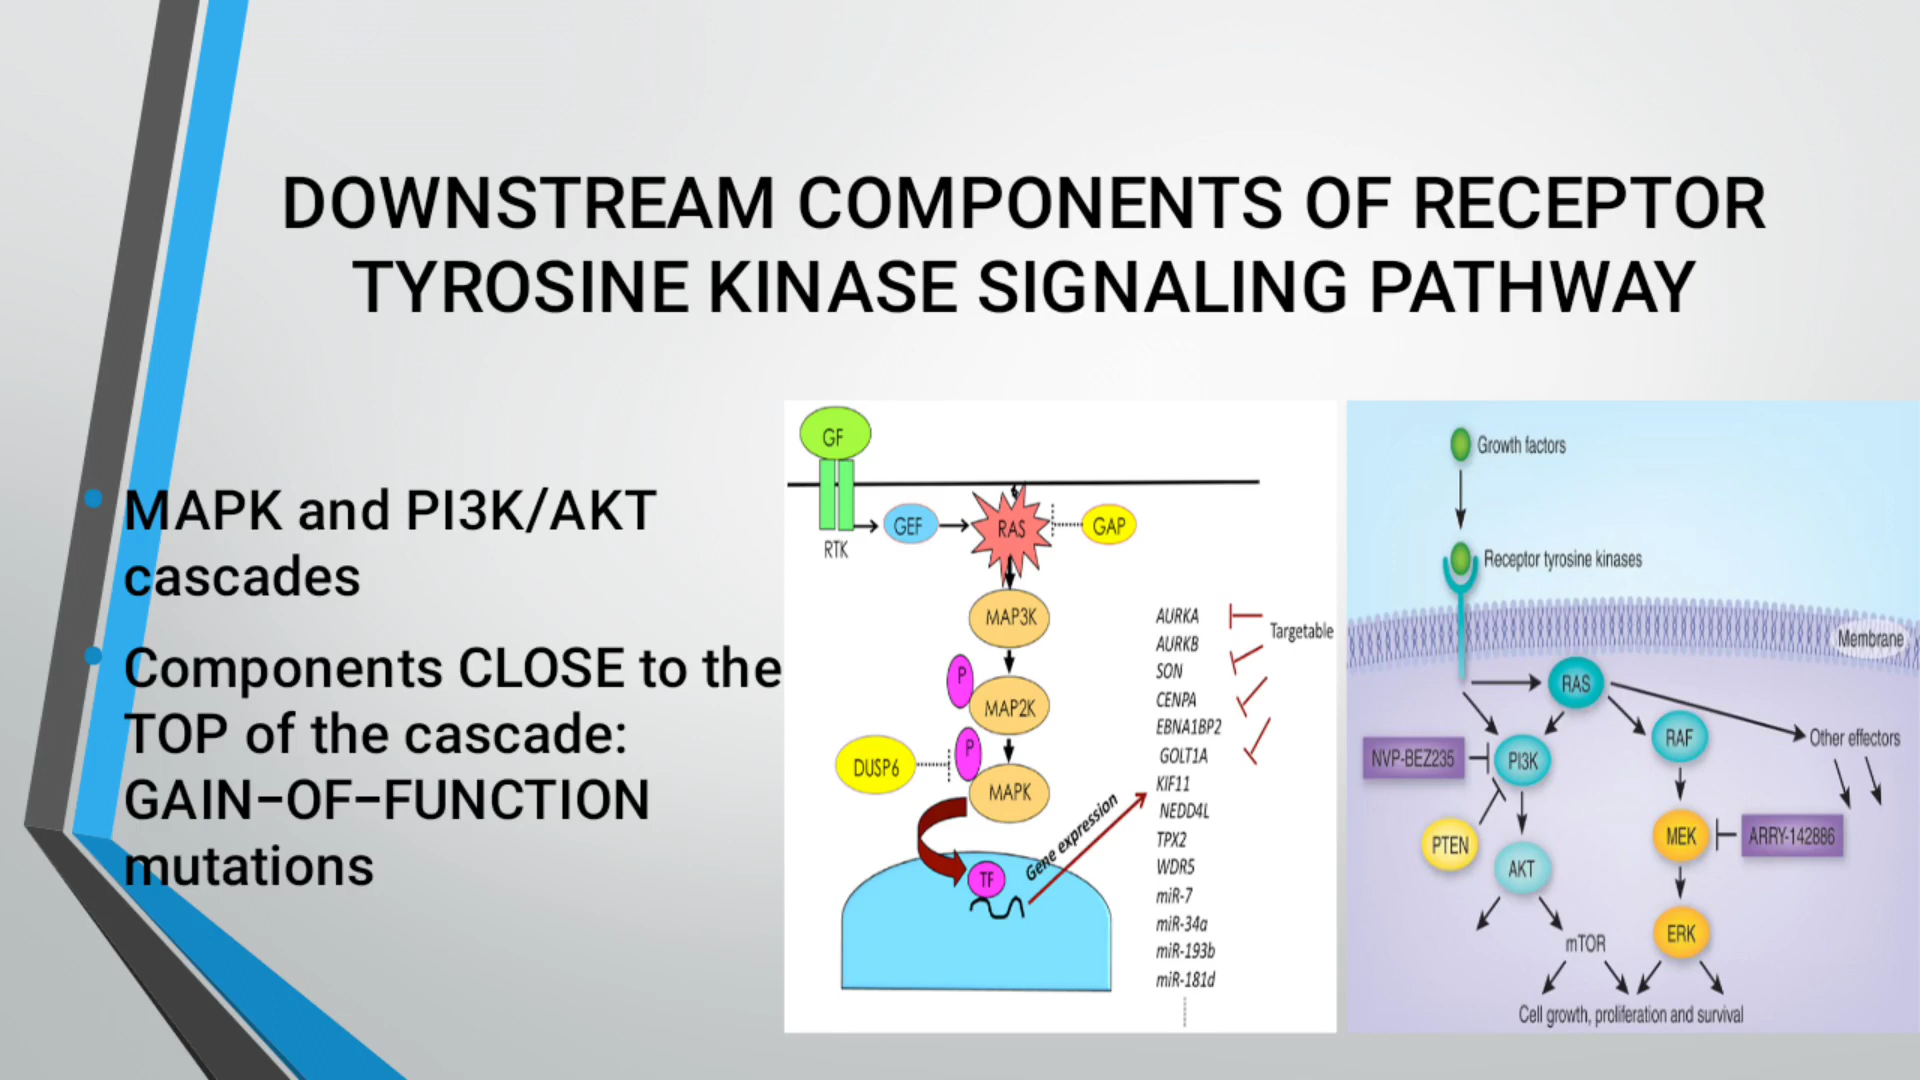 DOWNSTREAM COMPONENTS OF RECEPTOR
TYROSINE KINASE SIGNALING PATHWAY
MAPK and PI3K/AKT
cascades
Components CLOSE to the
TOP of the cascade:
GAIN-OF-FUNCTION
mutations
GF
RTK
GEF
RAS
GAP
MAP3K
P
MAP2K
P
DUSP6
MAPK
TF
Gene expression
AURKA
AURKB
SON
CENPA
EBNA1BP2
GOLT1A
KIF11
NEDD4L
TPX2
WDR5
miR-7
miR-34a
miR-193b
miR-181d
Targetable
Growth factors
Receptor tyrosine kinases
Membrane
RAS
RAF
Other effectors
NVP-BEZ235
PI3K
PTEN
MEK
ARRY-142886
AKT
mTOR
ERK
Cell growth, proliferation and survival